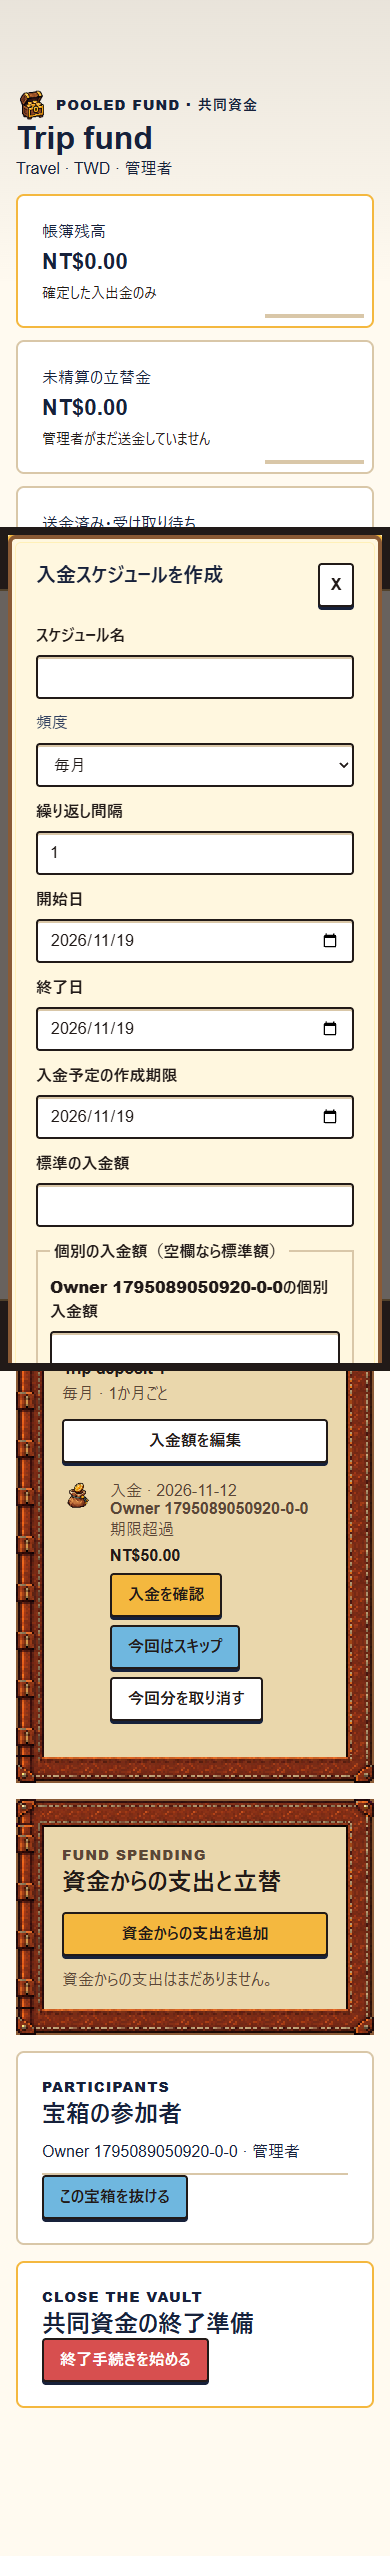 POOLED FUND · 共同資金
Trip fund
Travel · TWD · 管理者
帳簿残高
NT$0.00
確定した入出金のみ
未精算の立替金
NT$0.00
管理者がまだ送金していません
送金済み・受け取り待ち
入金スケジュールを作成
X
スケジュール名
頻度
毎月
繰り返し間隔
1
開始日
2026/11/19
終了日
2026/11/19
入金予定の作成期限
2026/11/19
標準の入金額
個別の入金額（空欄なら標準額）
Owner 1795089050920-0-0の個別
入金額
Trip deposit
毎月 · 1か月ごと
入金額を編集
入金 · 2026-11-12
Owner 1795089050920-0-0
期限超過
NT$50.00
入金を確認
今回はスキップ
今回分を取り消す
FUND SPENDING
資金からの支出と立替
資金からの支出を追加
資金からの支出はまだありません。
PARTICIPANTS
宝箱の参加者
Owner 1795089050920-0-0 · 管理者
この宝箱を抜ける
CLOSE THE VAULT
共同資金の終了準備
終了手続きを始める